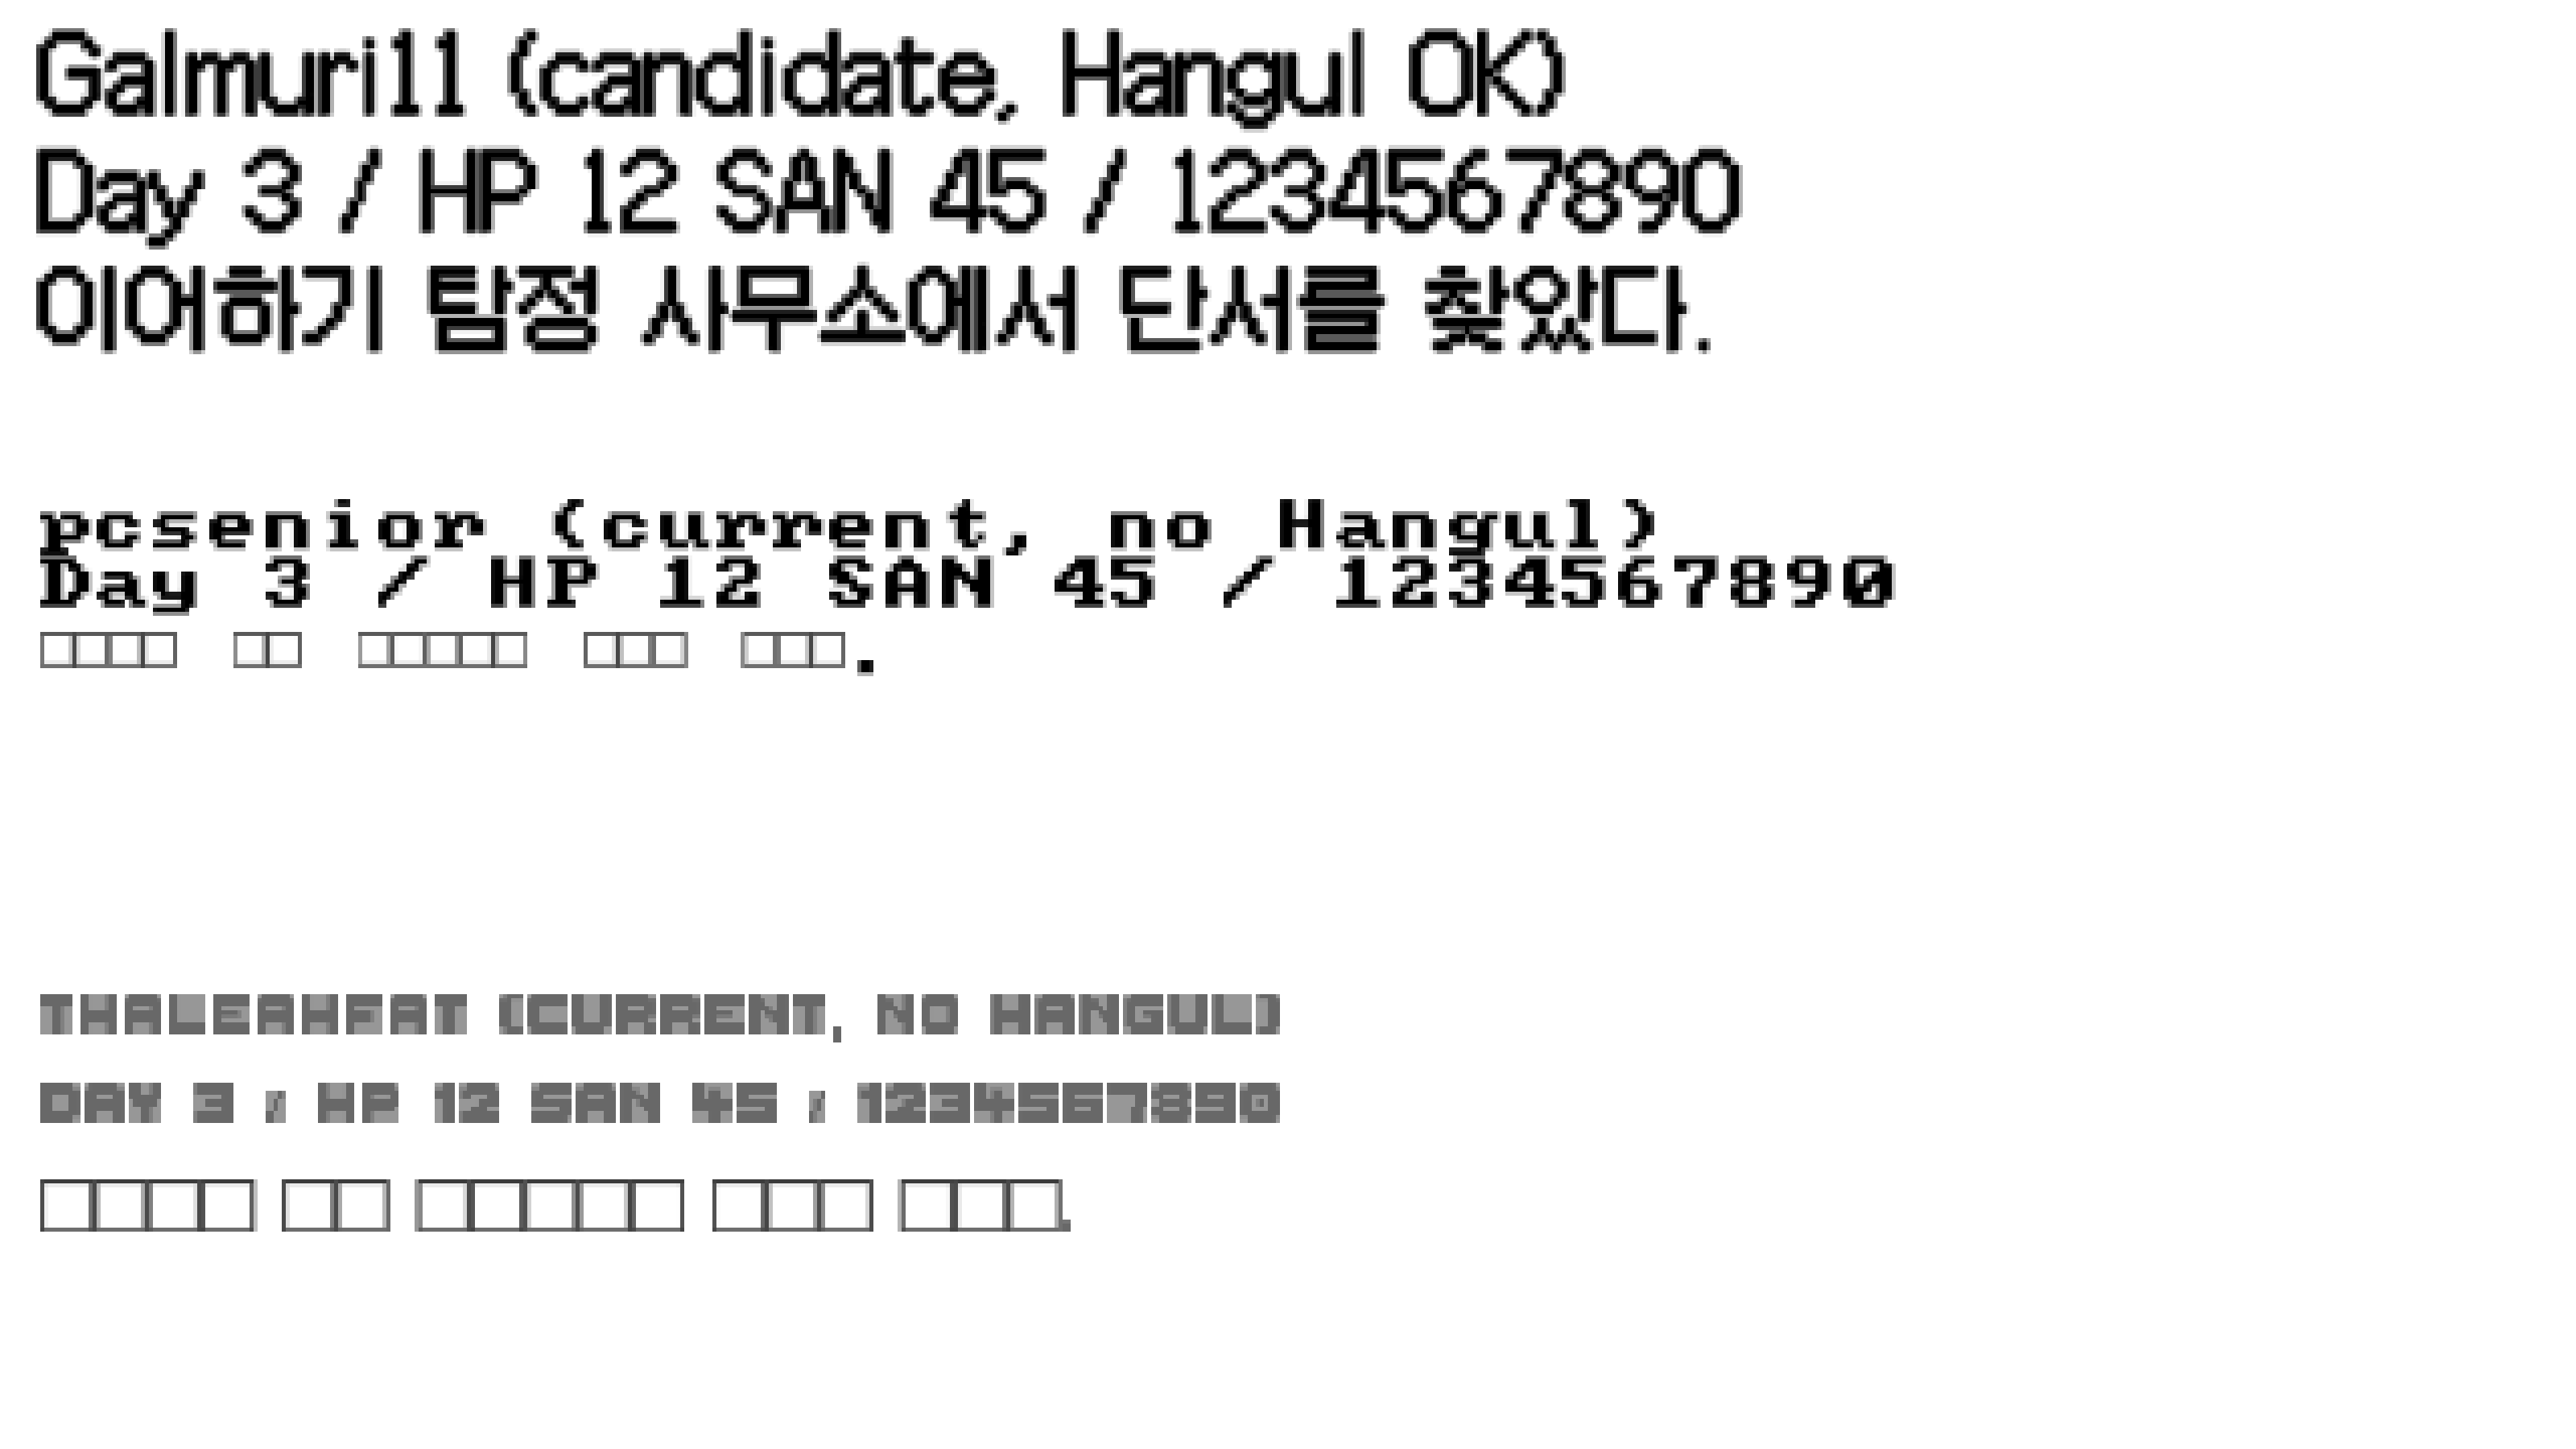 Galmuri11 (candidate, Hangul OK)
Day 3 / HP 12 SAN 45 / 1234567890
이어하기 탐정 사무소에서 단서를 찾았다.
pcsenior (current, no Hangul)
Day 3 / HP 12 SAN 45 / 1234567890
□□□□ □□ □□□□□ □□□ □□□.
THALEAHFAT (CURRENT, NO HANGUL)
DAY 3 / HP 12 SAN 45 / 1234567890
□□□□ □□ □□□□□ □□□ □□□.